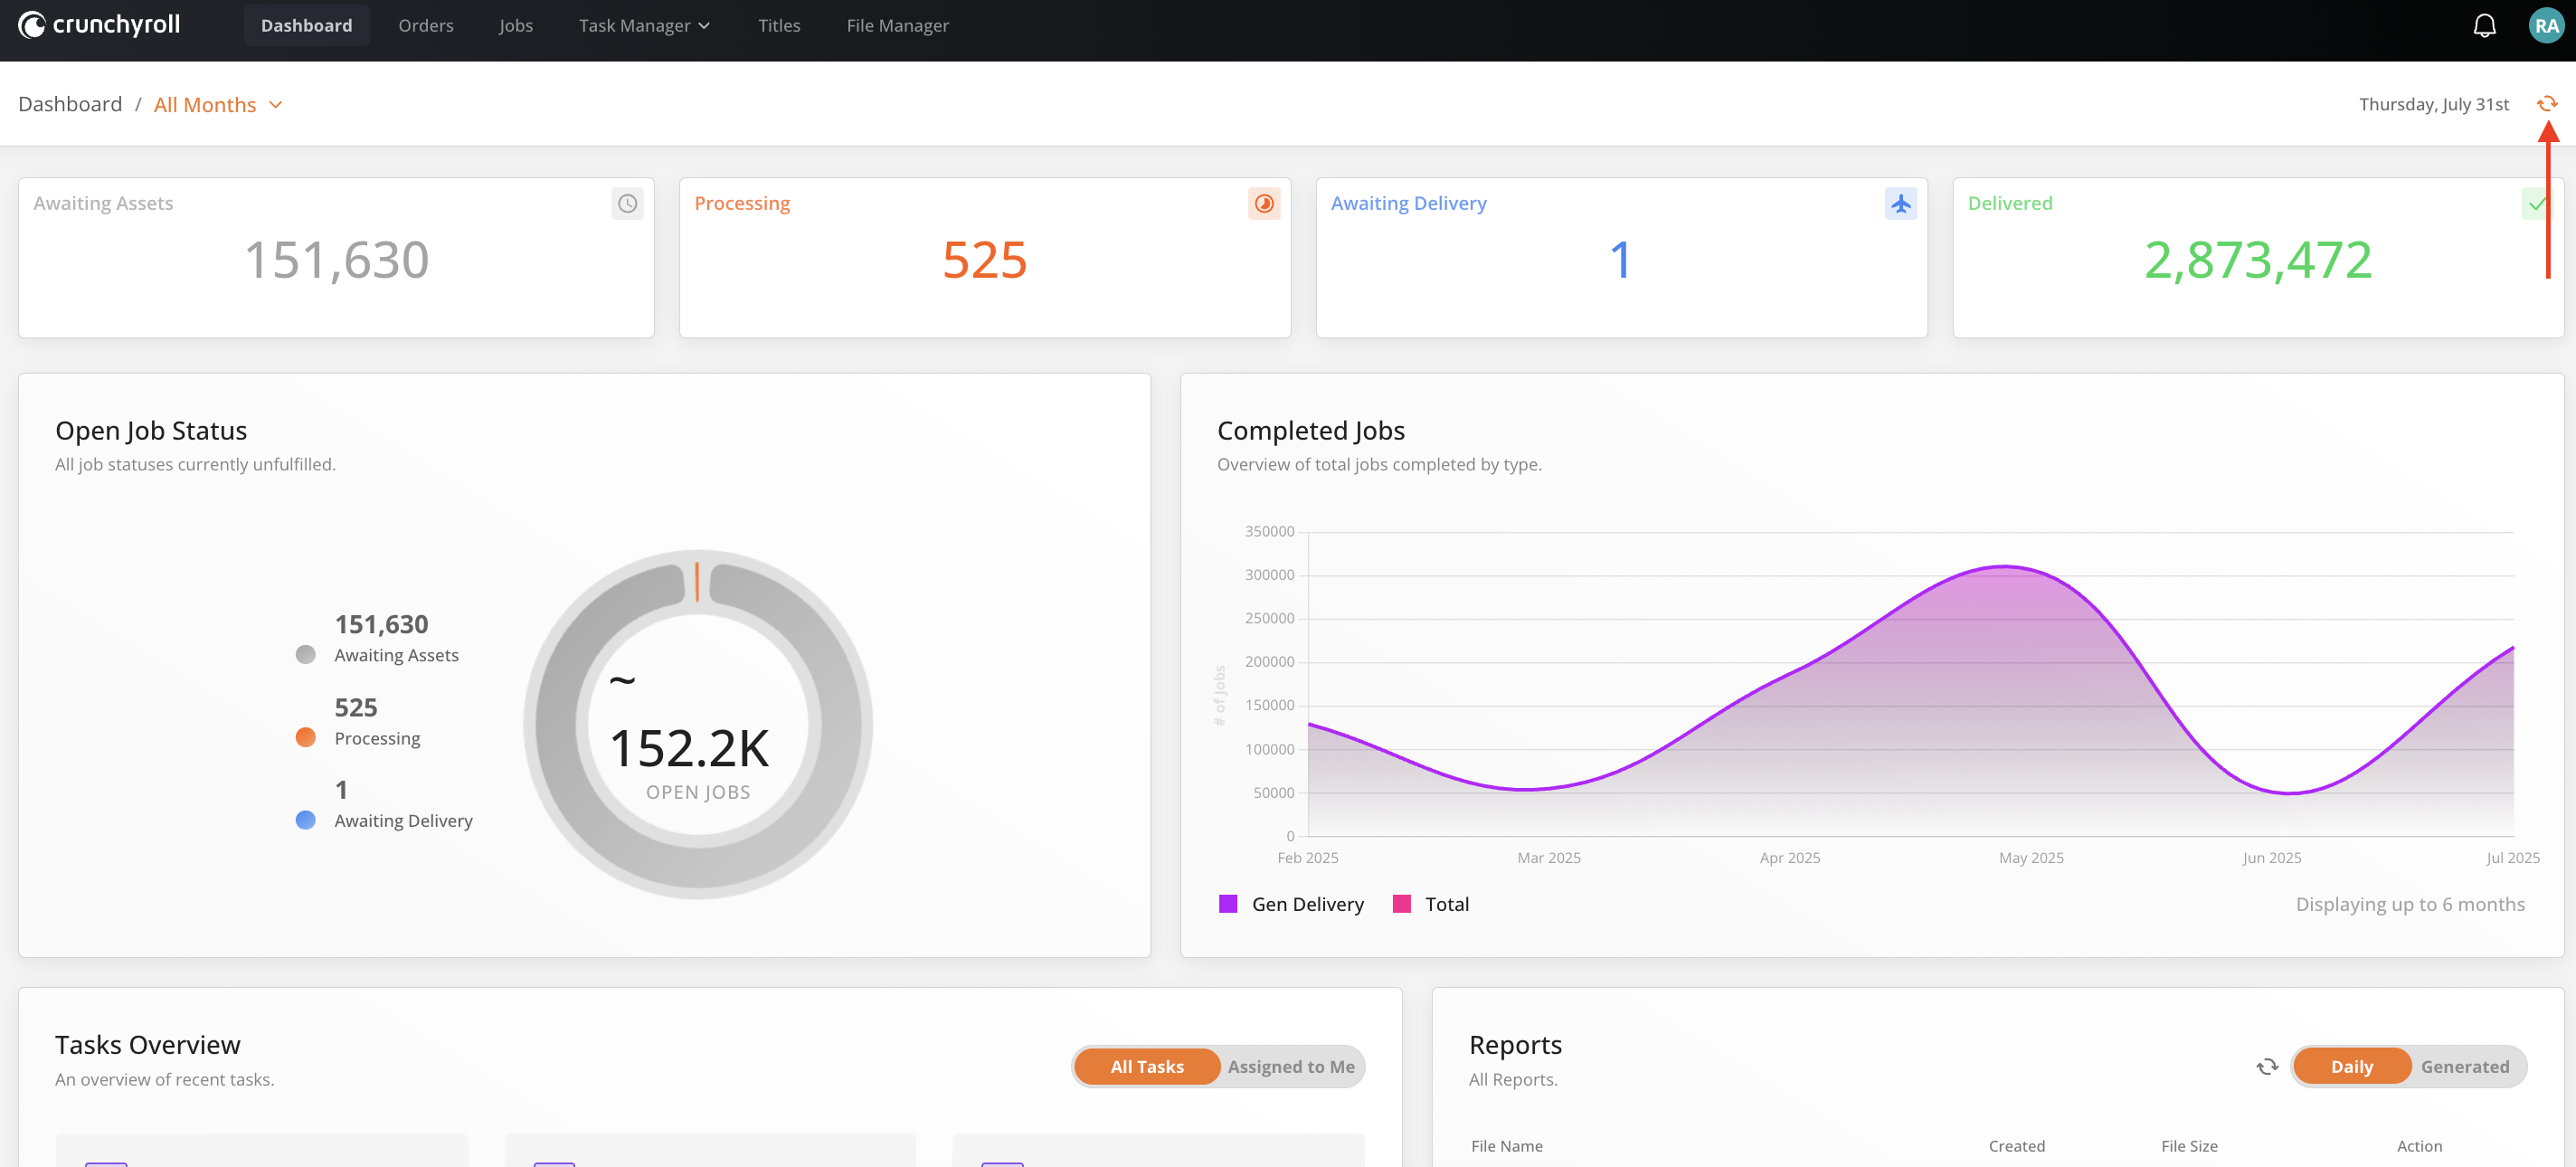 crunchyroll
Dashboard Orders Jobs Task Manager Titles File Manager
RA
Dashboard / All Months
Thursday, July 31st
Awaiting Assets
151,630
Processing
525
Awaiting Delivery
1
Delivered
2,873,472
Open Job Status
All job statuses currently unfulfilled.
151,630
Awaiting Assets
525
Processing
1
Awaiting Delivery
~
152.2K
OPEN JOBS
Completed Jobs
Overview of total jobs completed by type.
# of Jobs
350000
300000
250000
200000
150000
100000
50000
0
Feb 2025 Mar 2025 Apr 2025 May 2025 Jun 2025 Jul 2025
Gen Delivery Total
Displaying up to 6 months
Tasks Overview
An overview of recent tasks.
All Tasks Assigned to Me
Reports
All Reports.
Daily Generated
File Name Created File Size Action